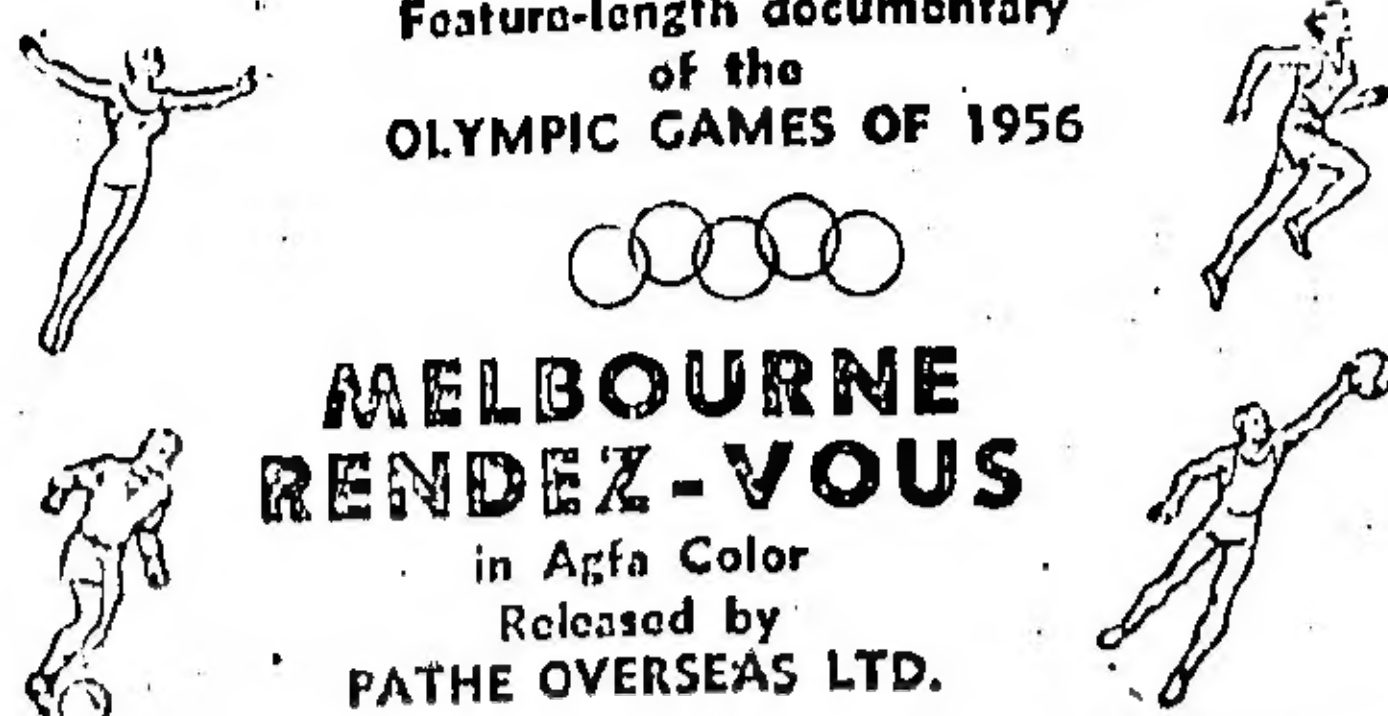 Feature-length documentary
of the
OLYMPIC GAMES OF 1956
MELBOURNE
RENDEZ-VOUS
in Agfa Color
Released by
PATHE OVERSEAS LTD.